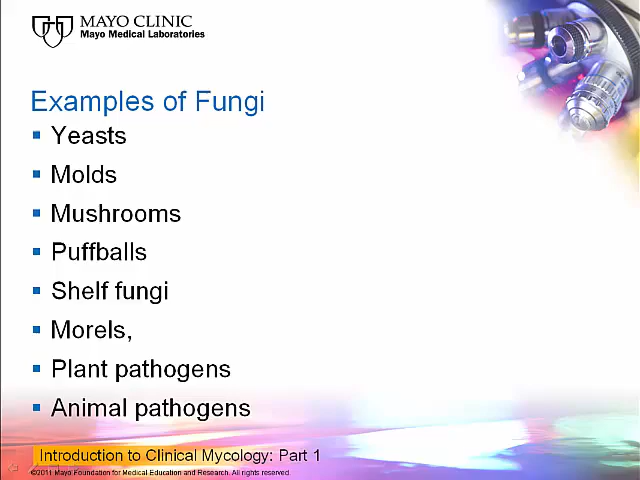 MAYO CLINIC
Mayo Medical Laboratories
Examples of Fungi
Yeasts
Molds
Mushrooms
Puffballs
Shelf fungi
Morels,
Plant pathogens
Animal pathogens
Introduction to Clinical Mycology: Part 1
©2011 Mayo Foundation for Medical Education and Research. All rights reserved.